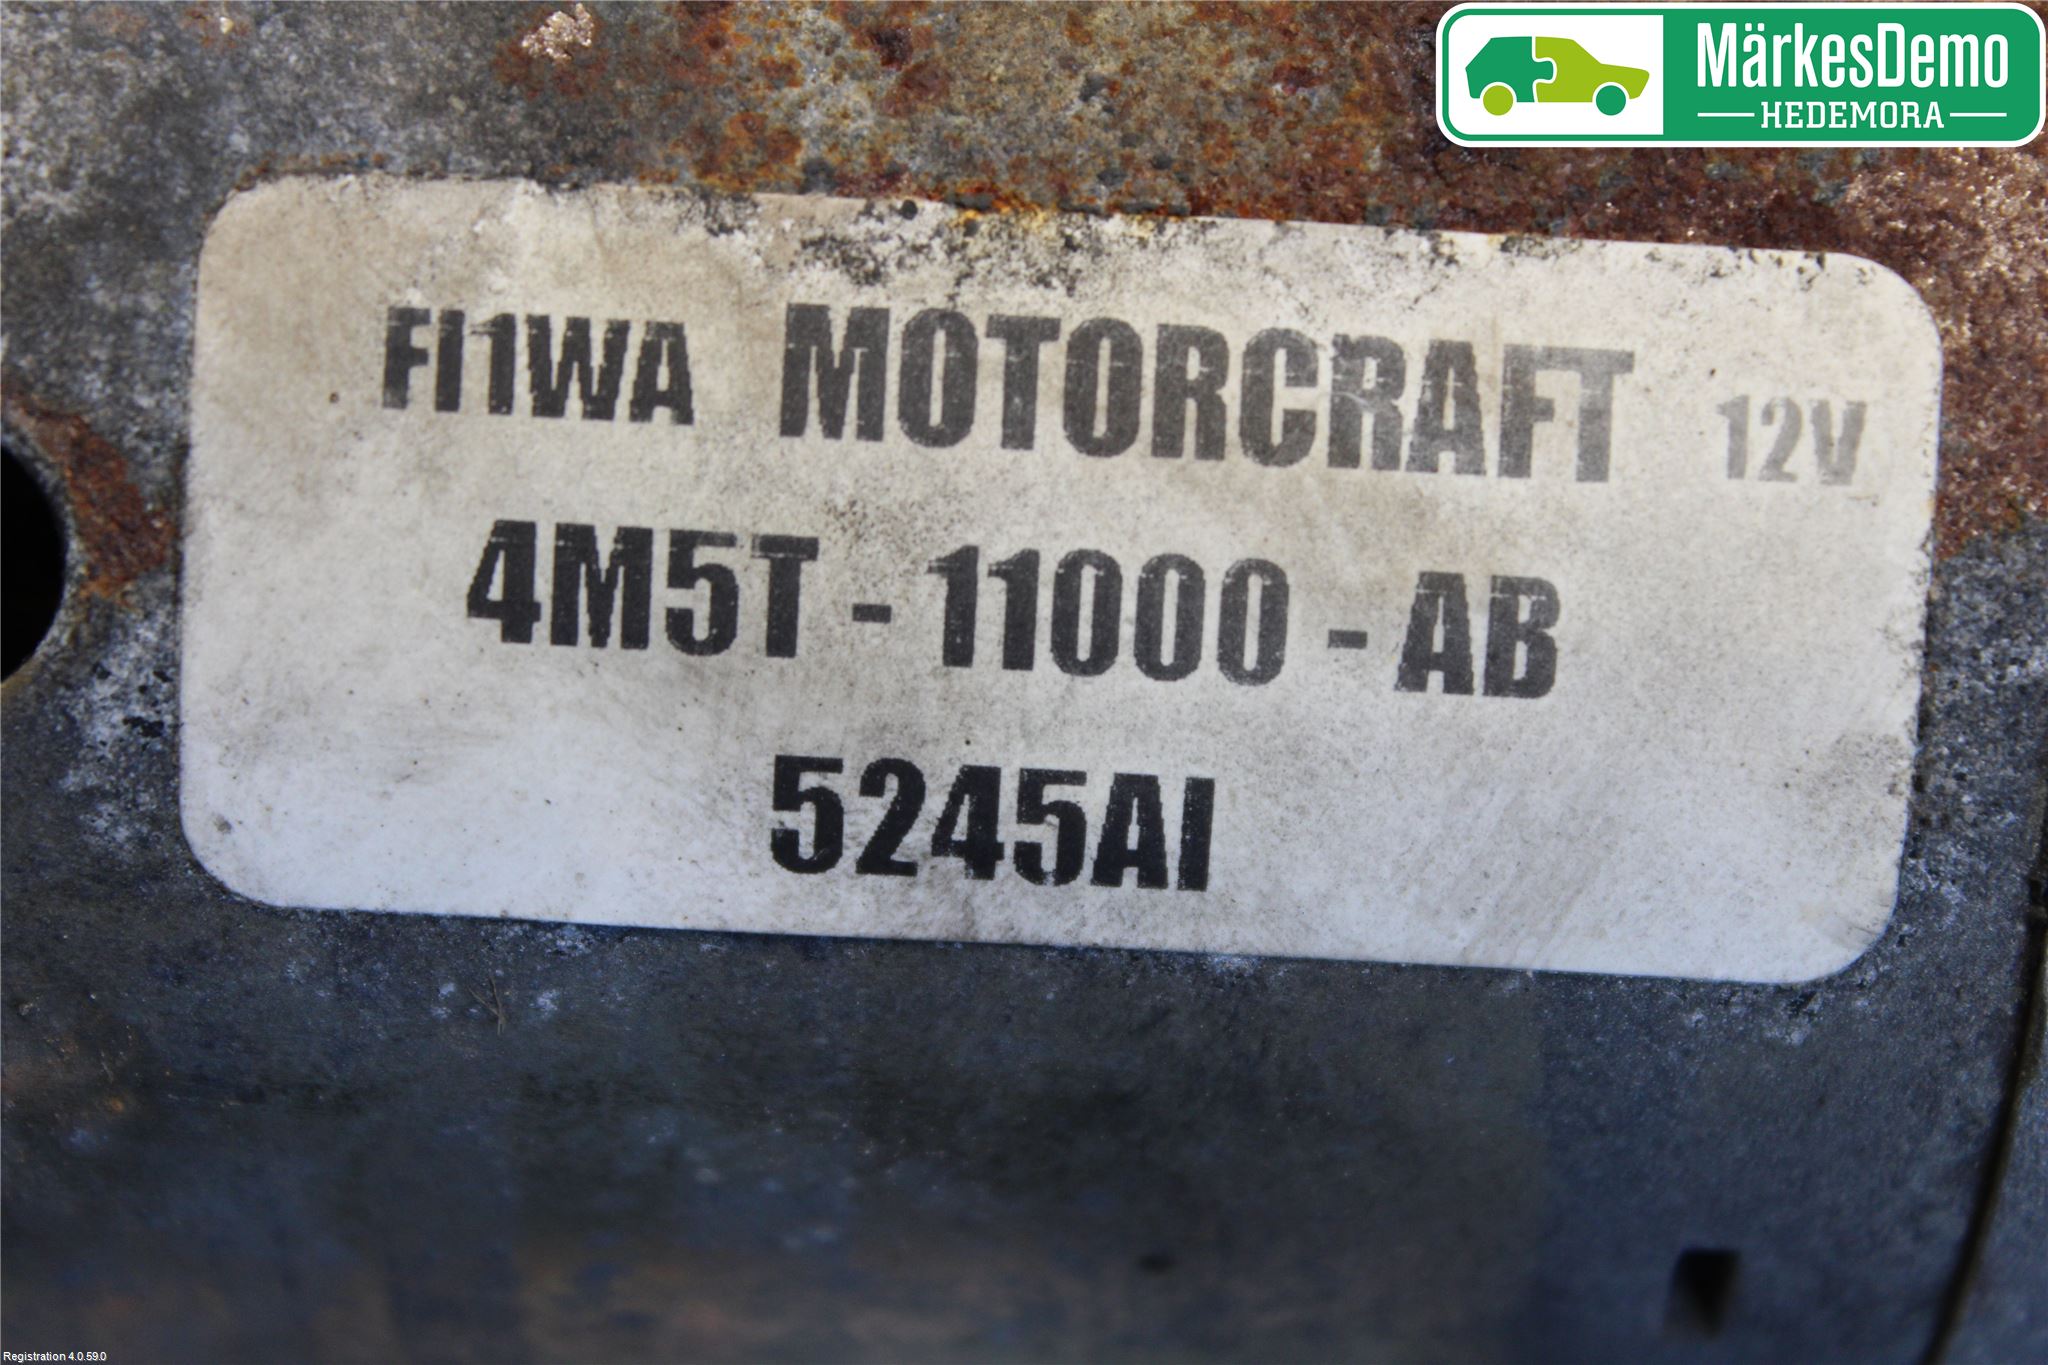 MärkesDemo
HEDEMORA
FI1WA MOTORCRAFT 12V
4M5T - 11000 - AB
5245AI
Registration 4.0.59.0